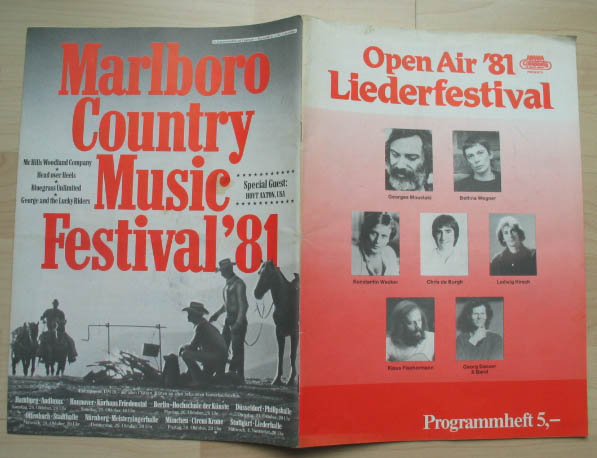 Marlboro
Country
Music
Festival '81
Mc Hills Woodland Company
Head over Heels
Bluegrass Unlimited
George and the Lucky Riders
Special Guest:
HOYT AXTON, USA
Hamburg-Audimax
Hannover-Kurhaus Friedenstal
Berlin-Hochschule der Künste
Düsseldorf-Philipshalle
Offenbach-Stadthalle
Nürnberg-Meistersingerhalle
München-Circus Krone
Stuttgart-Liederhalle
Open Air '81
Liederfestival
PRESENTS
Georges Moustaki
Bettina Wegner
Konstantin Wecker
Chris de Burgh
Ludwig Hirsch
Klaus Hoffmann
Georg Danzer
& Band
Programmheft 5,–